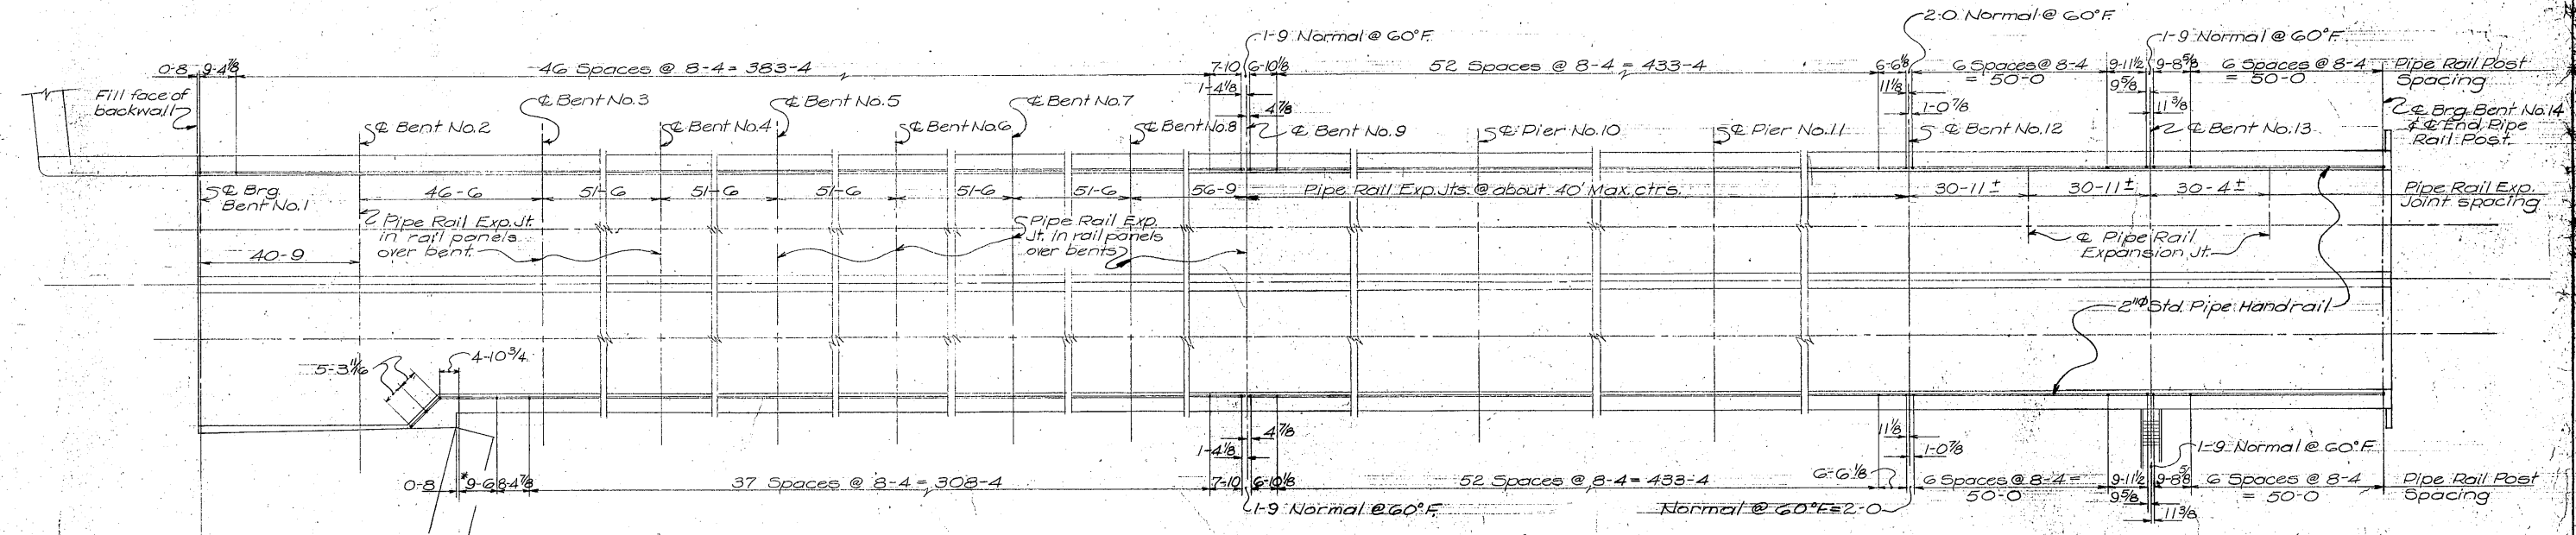 2-0 Normal @ 60°F.
1-9 Normal @ 60°F.
1-9 Normal @ 60°F.
0-8 9-4⅞ 46 Spaces @ 8-4 = 383-4 7-10 6-10⅛ 52 Spaces @ 8-4 = 433-4 6-6⅛ 6 Spaces @ 8-4 = 50-0 9-11½ 9-8⅝ 6 Spaces @ 8-4 = 50-0 Pipe Rail Post Spacing
1-4⅛ 4⅞ 11⅛ 1-0⅞ 9⅝ 11⅜
Fill face of
backwall
℄ Bent No.2
℄ Bent No.3
℄ Bent No.4
℄ Bent No.5
℄ Bent No.6
℄ Bent No.7
℄ Bent No.8
℄ Bent No.9
℄ Pier No.10
℄ Pier No.11
℄ Bent No.12
℄ Bent No.13
℄ Brg. Bent No.14
& ℄ End Pipe
Rail Post.
℄ Brg.
Bent No.1
46-6 51-6 51-6 51-6 51-6 51-6 56-9 Pipe Rail Exp. Jts. @ about 40' Max. ctrs. 30-11± 30-11± 30-4±
Pipe Rail Exp.
Joint spacing
Pipe Rail Exp. Jt.
in rail panels
over bent.
Pipe Rail Exp.
Jt. in rail panels
over bents
℄ Pipe Rail
Expansion Jt.
40-9
2"ϕ Std. Pipe Handrail
5-3 11/16
4-10¾
4⅞
1-4⅛
11⅛
1-0⅞
1-9 Normal @ 60°F.
0-8 *9-6 8-4⅞ 37 Spaces @ 8-4 = 308-4 7-10 6-10⅛ 52 Spaces @ 8-4 = 433-4 6-6⅛ 6 Spaces @ 8-4 = 50-0 9-11½ 9-8⅝ 6 Spaces @ 8-4 = 50-0 Pipe Rail Post Spacing
9⅝
11⅜
1-9 Normal @ 60°F.
Normal @ 60°F = 2-0